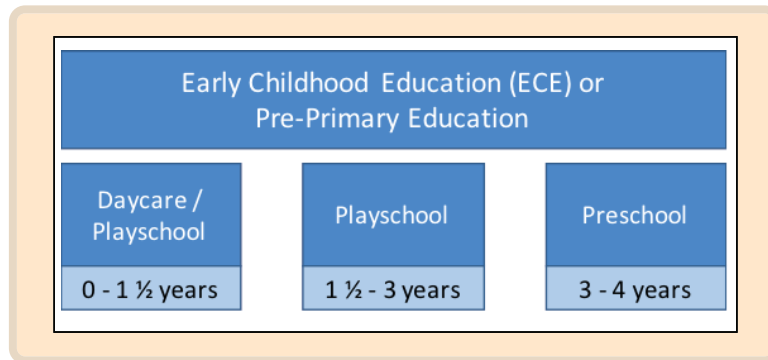 Early Childhood Education (ECE) or
Pre-Primary Education
Daycare /
Playschool
0 - 1 ½ years
Playschool
1 ½ - 3 years
Preschool
3 - 4 years